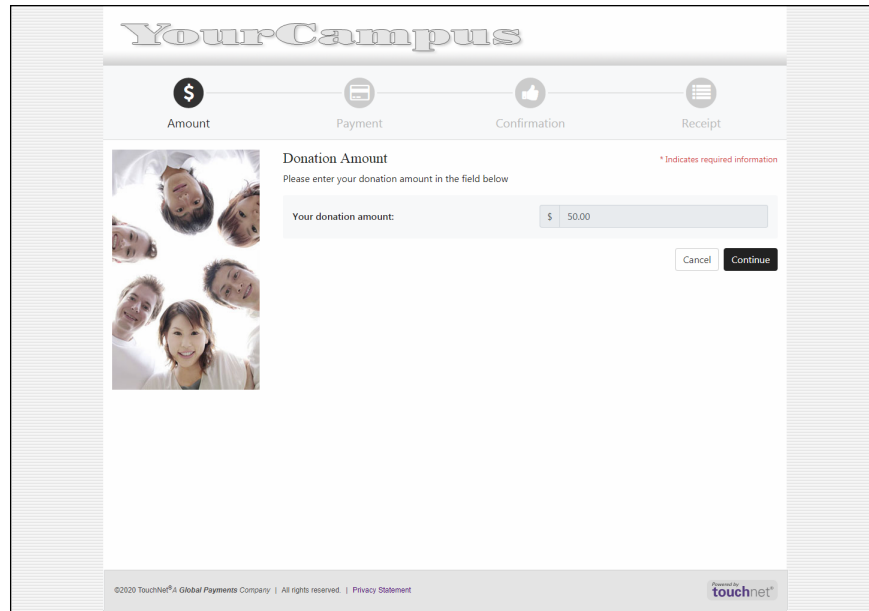 YourCampus
$
Amount
Payment
Confirmation
Receipt
Donation Amount
* Indicates required information
Please enter your donation amount in the field below
Your donation amount:
$ 50.00
Cancel
Continue
©2020 TouchNet® A Global Payments Company | All rights reserved. | Privacy Statement
Powered by
touchnet®